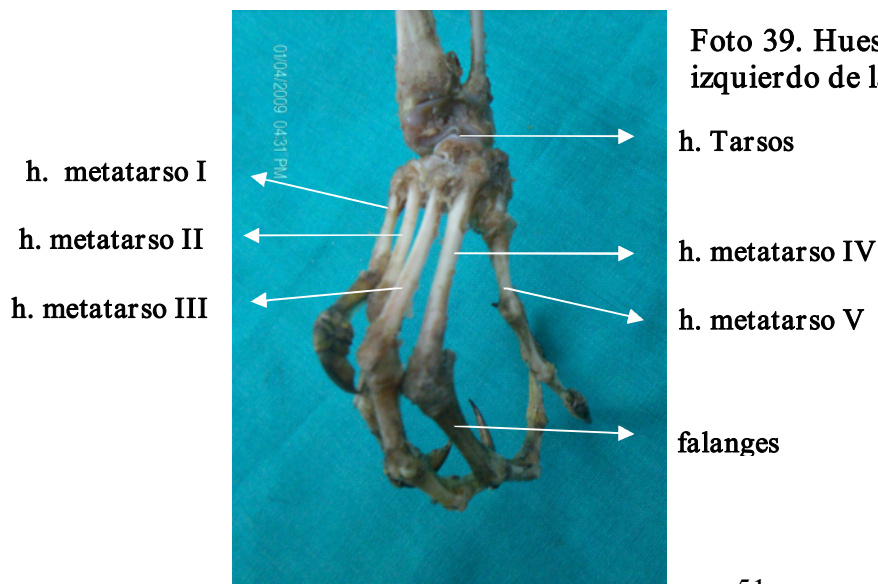 Foto 39. Hues
izquierdo de l
01/04/2009 04:31 PM
h. Tarsos
h. metatarso I
h. metatarso II
h. metatarso IV
h. metatarso III
h. metatarso V
falanges